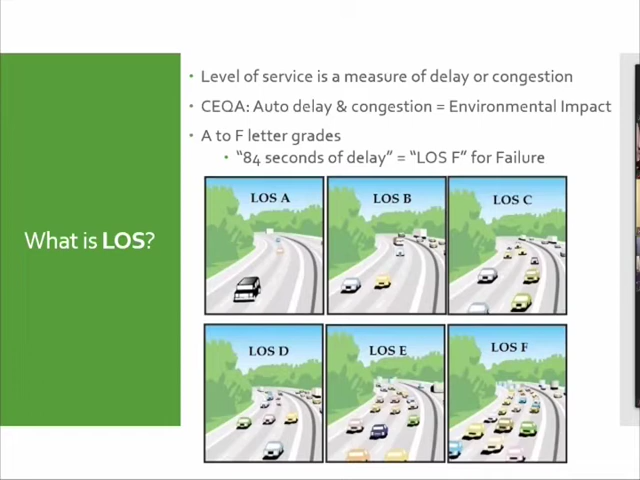 What is LOS?
Level of service is a measure of delay or congestion
CEQA: Auto delay & congestion = Environmental Impact
A to F letter grades
“84 seconds of delay” = “LOS F” for Failure
LOS A
LOS B
LOS C
LOS D
LOS E
LOS F